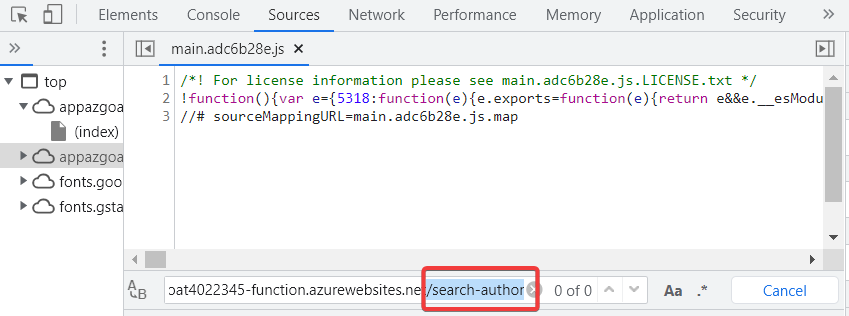 Elements Console Sources Network Performance Memory Application Security »
» main.adc6b28e.js
top
appazgoa
(index)
appazgoa
fonts.goo
fonts.gsta
1 /*! For license information please see main.adc6b28e.js.LICENSE.txt */
2 !function(){var e={5318:function(e){e.exports=function(e){return e&&e.__esModu
3 //# sourceMappingURL=main.adc6b28e.js.map
oat4022345-function.azurewebsites.net/search-author 0 of 0 Aa .* Cancel
A
B